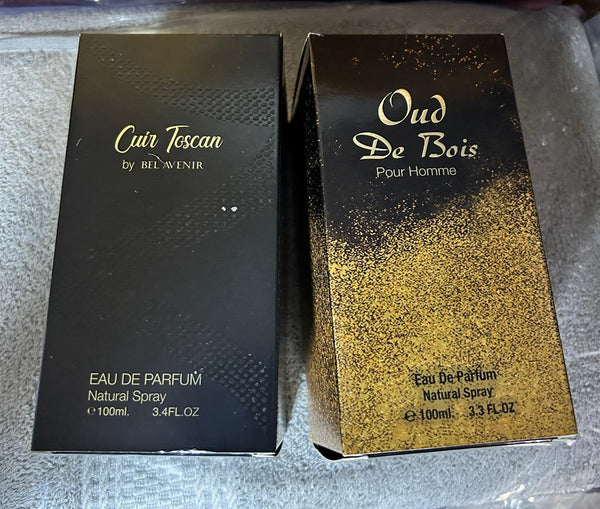 Cuir Toscan
by BEL AVENIR
EAU DE PARFUM
Natural Spray
℮100ml. 3.4FL.OZ
Oud
De Bois
Pour Homme
Eau De Parfum
Natural Spray
℮100ml. 3.3 FL.OZ